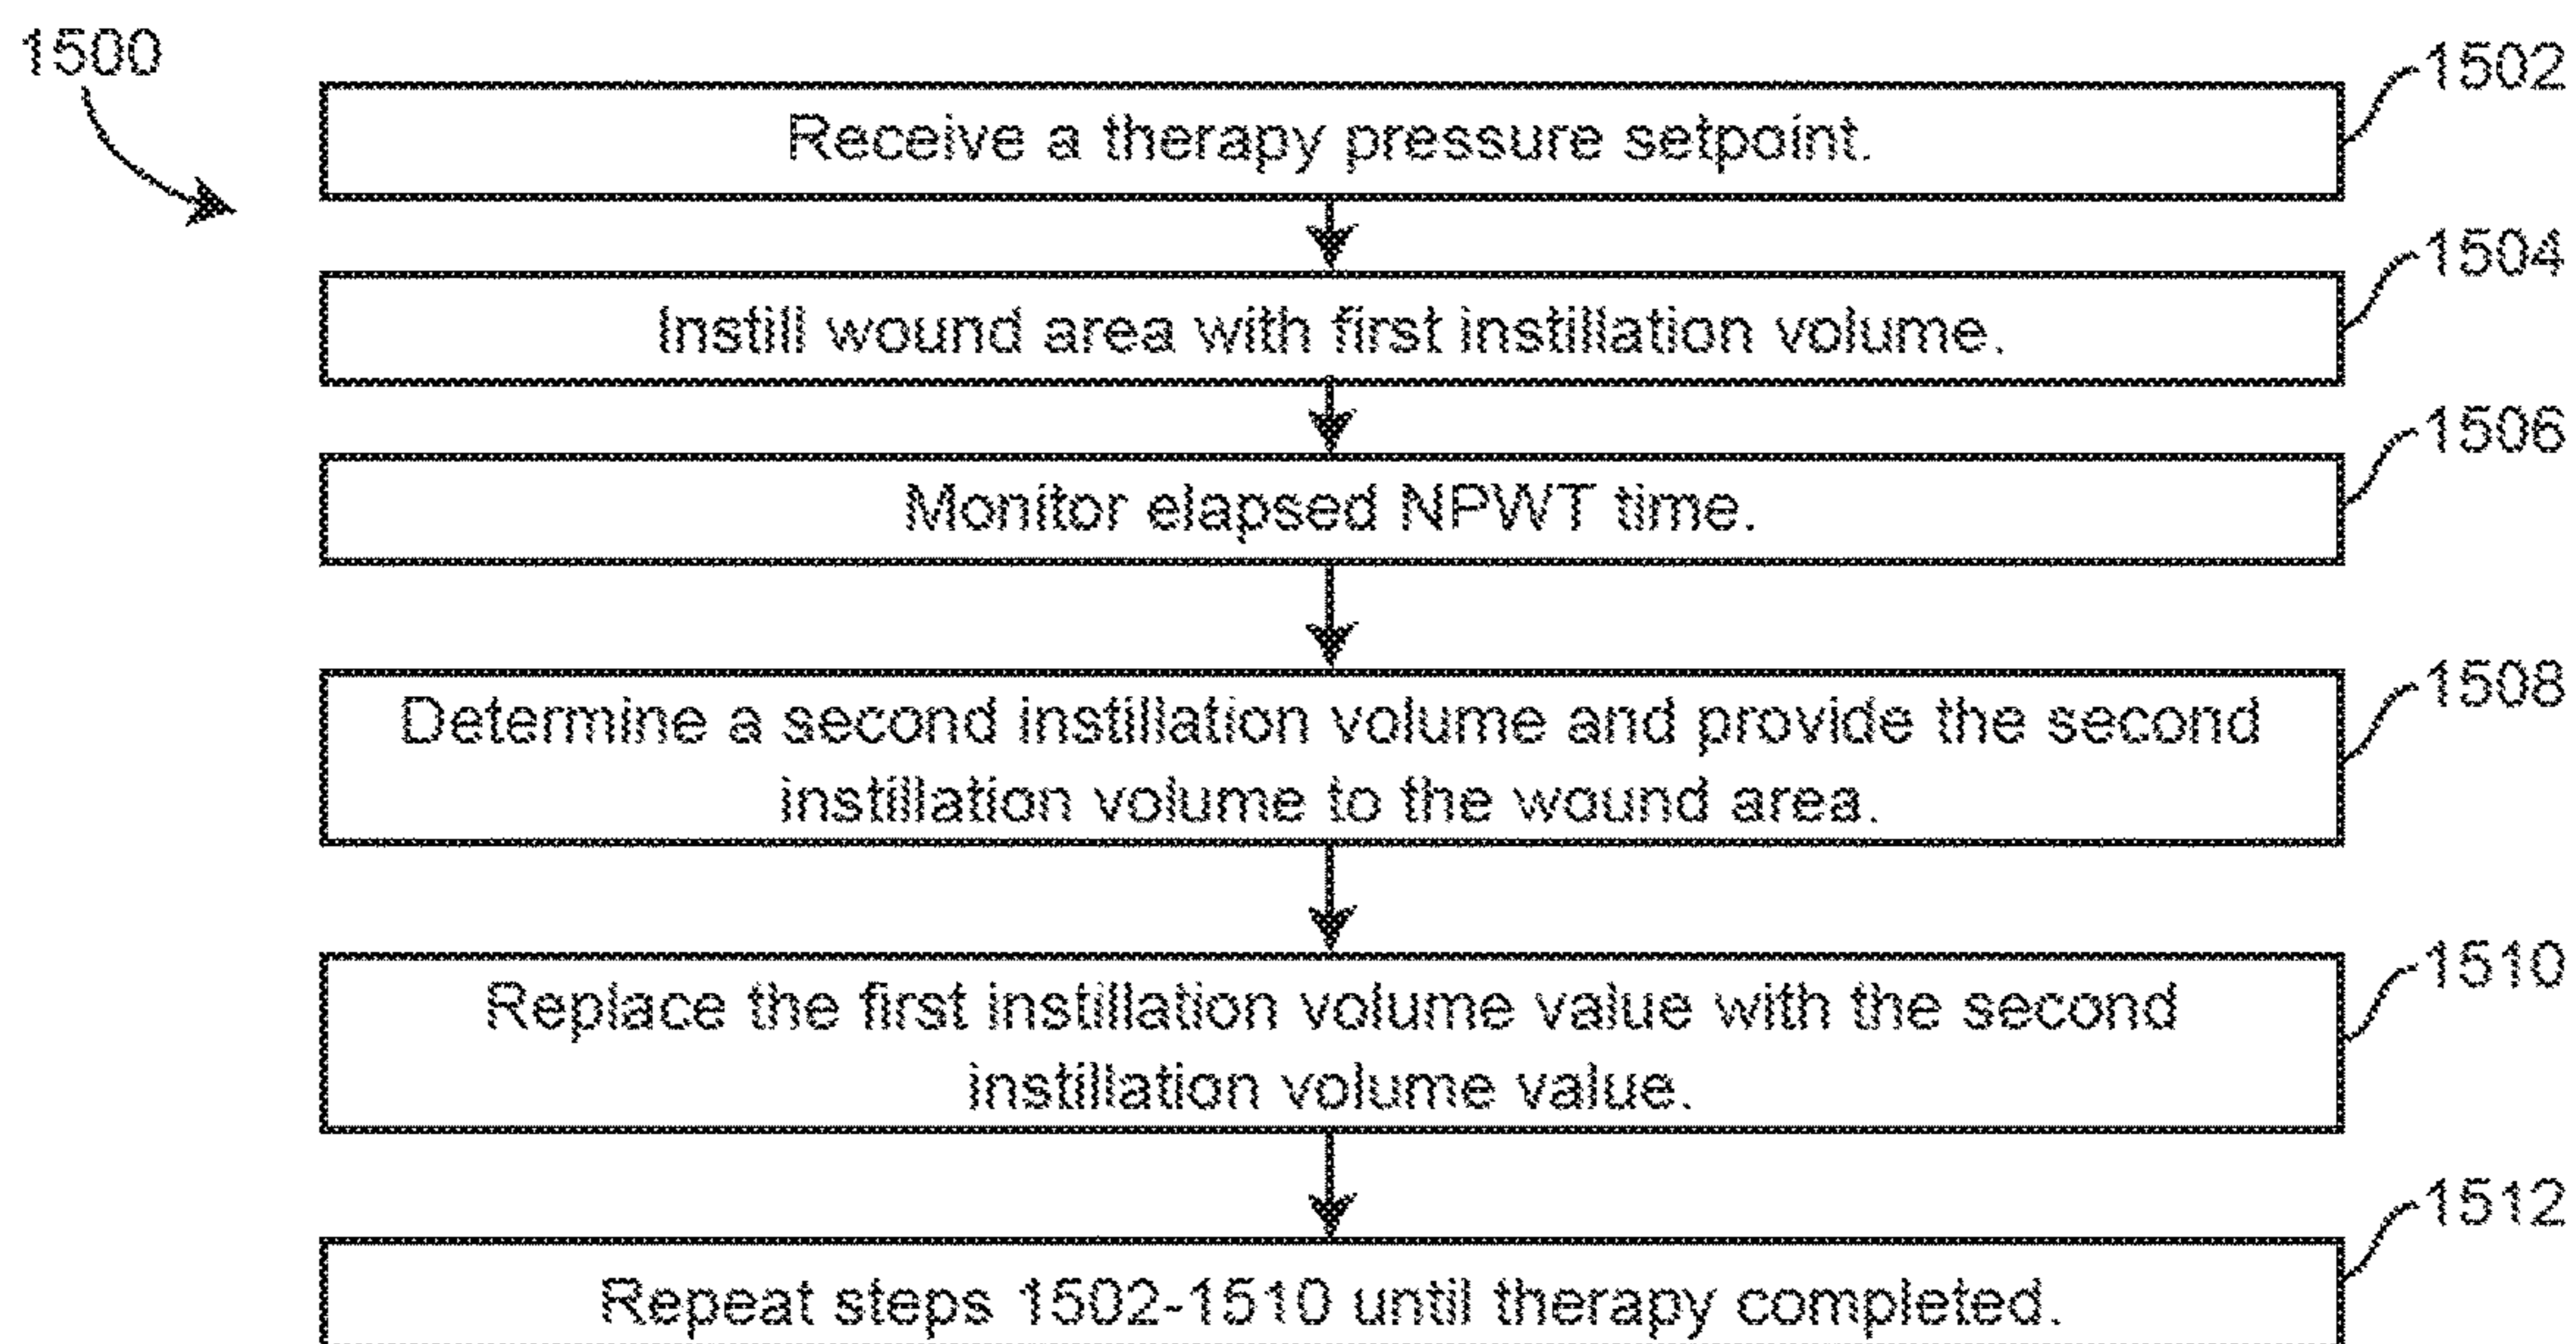 1500
1502
Receive a therapy pressure setpoint.
1504
Instill wound area with first instillation volume.
1506
Monitor elapsed NPWT time.
1508
Determine a second instillation volume and provide the second
instillation volume to the wound area.
1510
Replace the first instillation volume value with the second
instillation volume value.
1512
Repeat steps 1502-1510 until therapy completed.